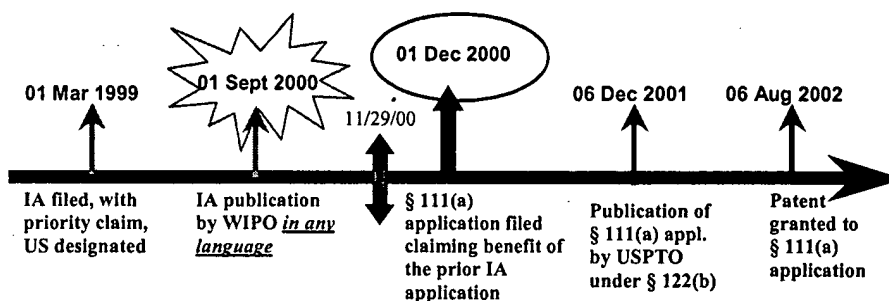 01 Mar 1999
01 Sept 2000
11/29/00
01 Dec 2000
06 Dec 2001
06 Aug 2002
IA filed, with
priority claim,
US designated
IA publication
by WIPO in any
language
§ 111(a)
application filed
claiming benefit of
the prior IA
application
Publication of
§ 111(a) appl.
by USPTO
under § 122(b)
Patent
granted to
§ 111(a)
application